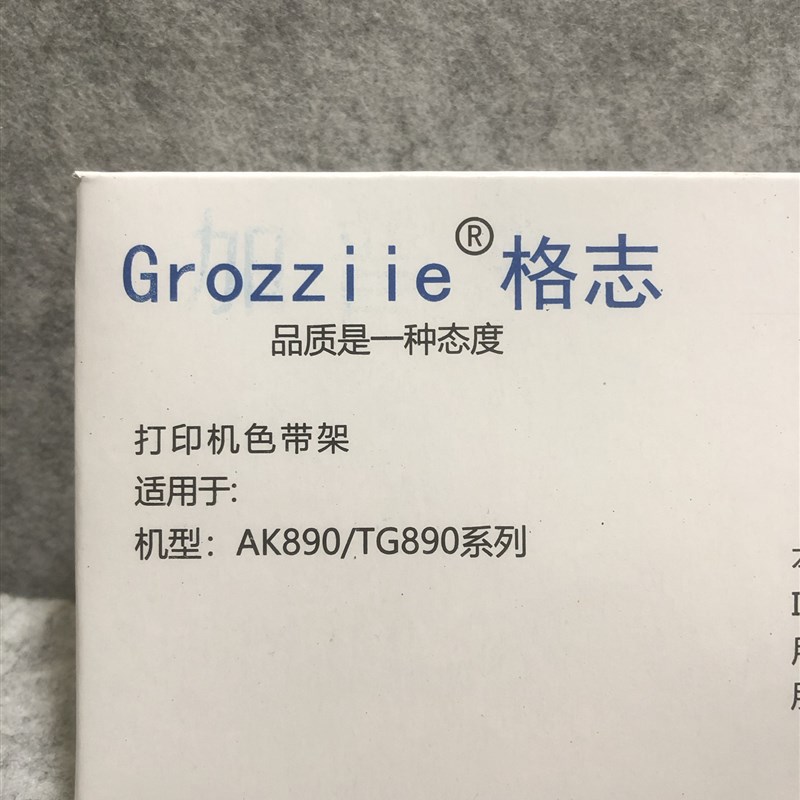 Grozziie®格志
品质是一种态度
打印机色带架
适用于:
机型：AK890/TG890系列